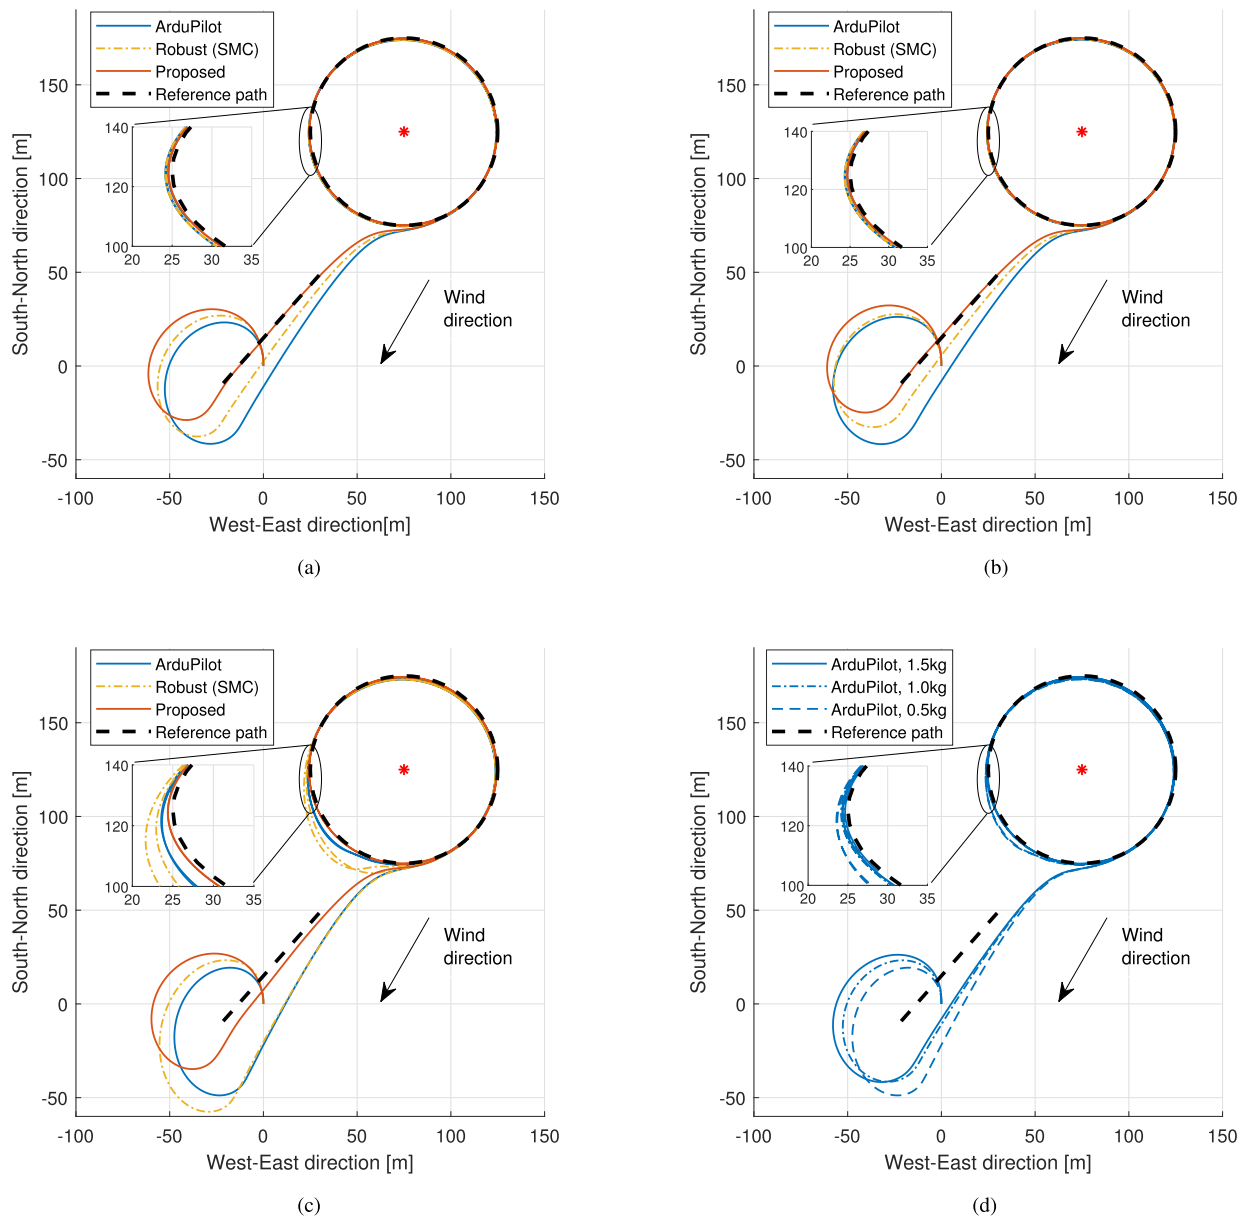 ArduPilot
Robust (SMC)
Proposed
Reference path
150
100
50
0
-50
South-North direction [m]
140
120
100
20 25 30 35
Wind
direction
-100 -50 0 50 100 150
West-East direction[m]
(a)
ArduPilot
Robust (SMC)
Proposed
Reference path
150
100
50
0
-50
South-North direction [m]
140
120
100
20 25 30 35
Wind
direction
-100 -50 0 50 100 150
West-East direction [m]
(b)
ArduPilot
Robust (SMC)
Proposed
Reference path
150
100
50
0
-50
South-North direction [m]
140
120
100
20 25 30 35
Wind
direction
-100 -50 0 50 100 150
West-East direction [m]
(c)
ArduPilot, 1.5kg
ArduPilot, 1.0kg
ArduPilot, 0.5kg
Reference path
150
100
50
0
-50
South-North direction [m]
140
120
100
20 25 30 35
Wind
direction
-100 -50 0 50 100 150
West-East direction [m]
(d)